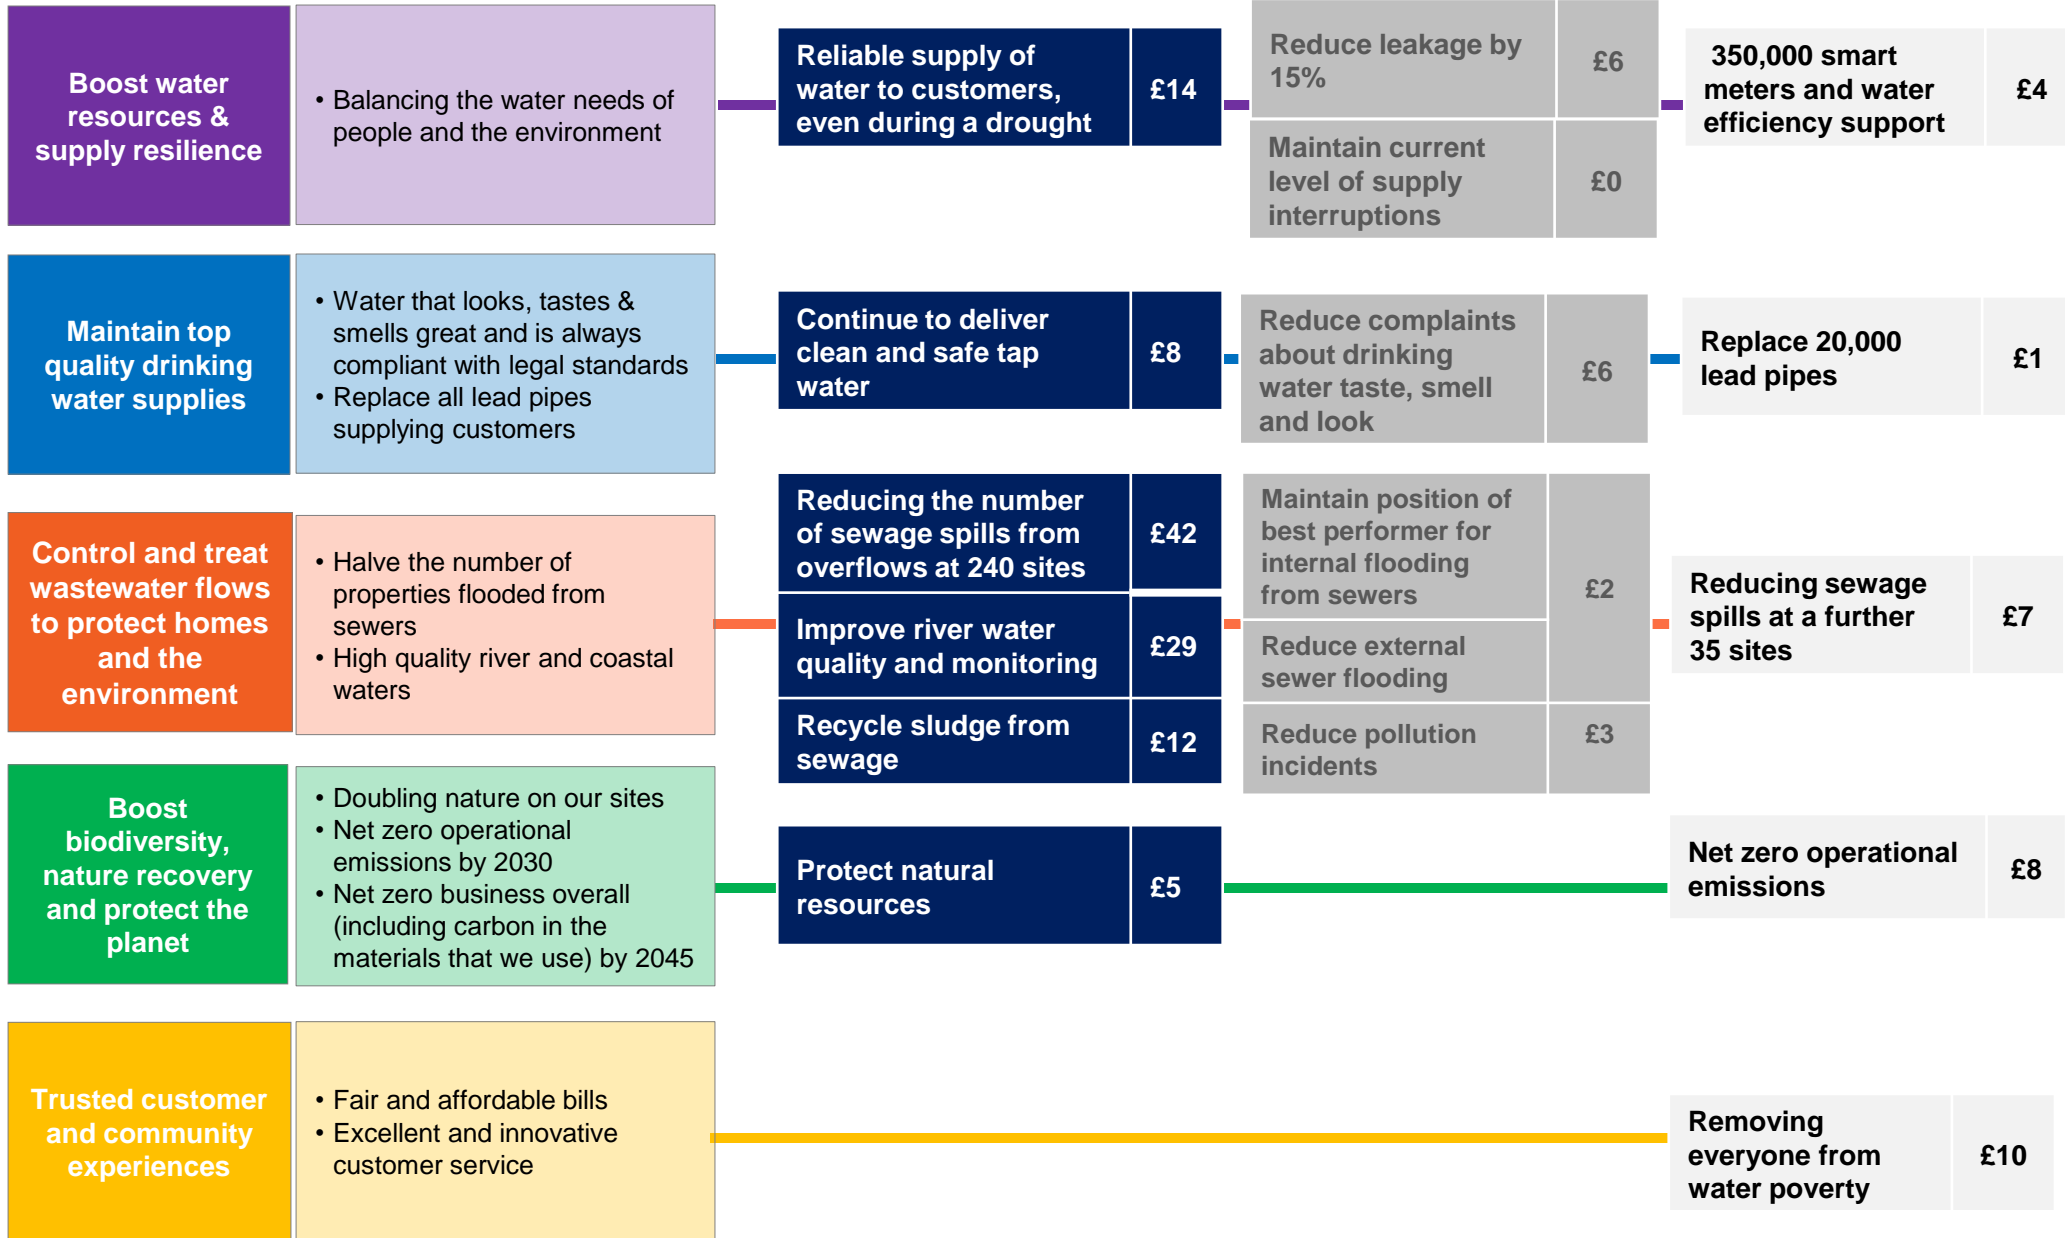 Boost water
resources &
supply resilience
• Balancing the water needs of
people and the environment
Reliable supply of
water to customers,
even during a drought
£14
Reduce leakage by
15%
£6
Maintain current
level of supply
interruptions
£0
350,000 smart
meters and water
efficiency support
£4
Maintain top
quality drinking
water supplies
• Water that looks, tastes &
smells great and is always
compliant with legal standards
• Replace all lead pipes
supplying customers
Continue to deliver
clean and safe tap
water
£8
Reduce complaints
about drinking
water taste, smell
and look
£6
Replace 20,000
lead pipes
£1
Control and treat
wastewater flows
to protect homes
and the
environment
• Halve the number of
properties flooded from
sewers
• High quality river and coastal
waters
Reducing the number
of sewage spills from
overflows at 240 sites
£42
Improve river water
quality and monitoring
£29
Recycle sludge from
sewage
£12
Maintain position of
best performer for
internal flooding
from sewers
£2
Reduce external
sewer flooding
Reduce pollution
incidents
£3
Reducing sewage
spills at a further
35 sites
£7
Boost
biodiversity,
nature recovery
and protect the
planet
• Doubling nature on our sites
• Net zero operational
emissions by 2030
• Net zero business overall
(including carbon in the
materials that we use) by 2045
Protect natural
resources
£5
Net zero operational
emissions
£8
Trusted customer
and community
experiences
• Fair and affordable bills
• Excellent and innovative
customer service
Removing
everyone from
water poverty
£10